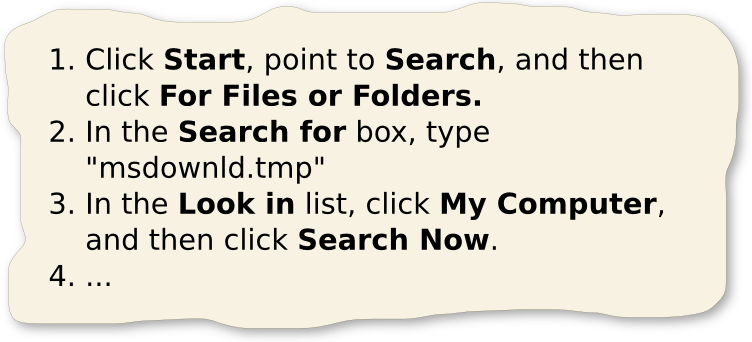 1. Click Start, point to Search, and then
click For Files or Folders.
2. In the Search for box, type
"msdownld.tmp"
3. In the Look in list, click My Computer,
and then click Search Now.
4. ...